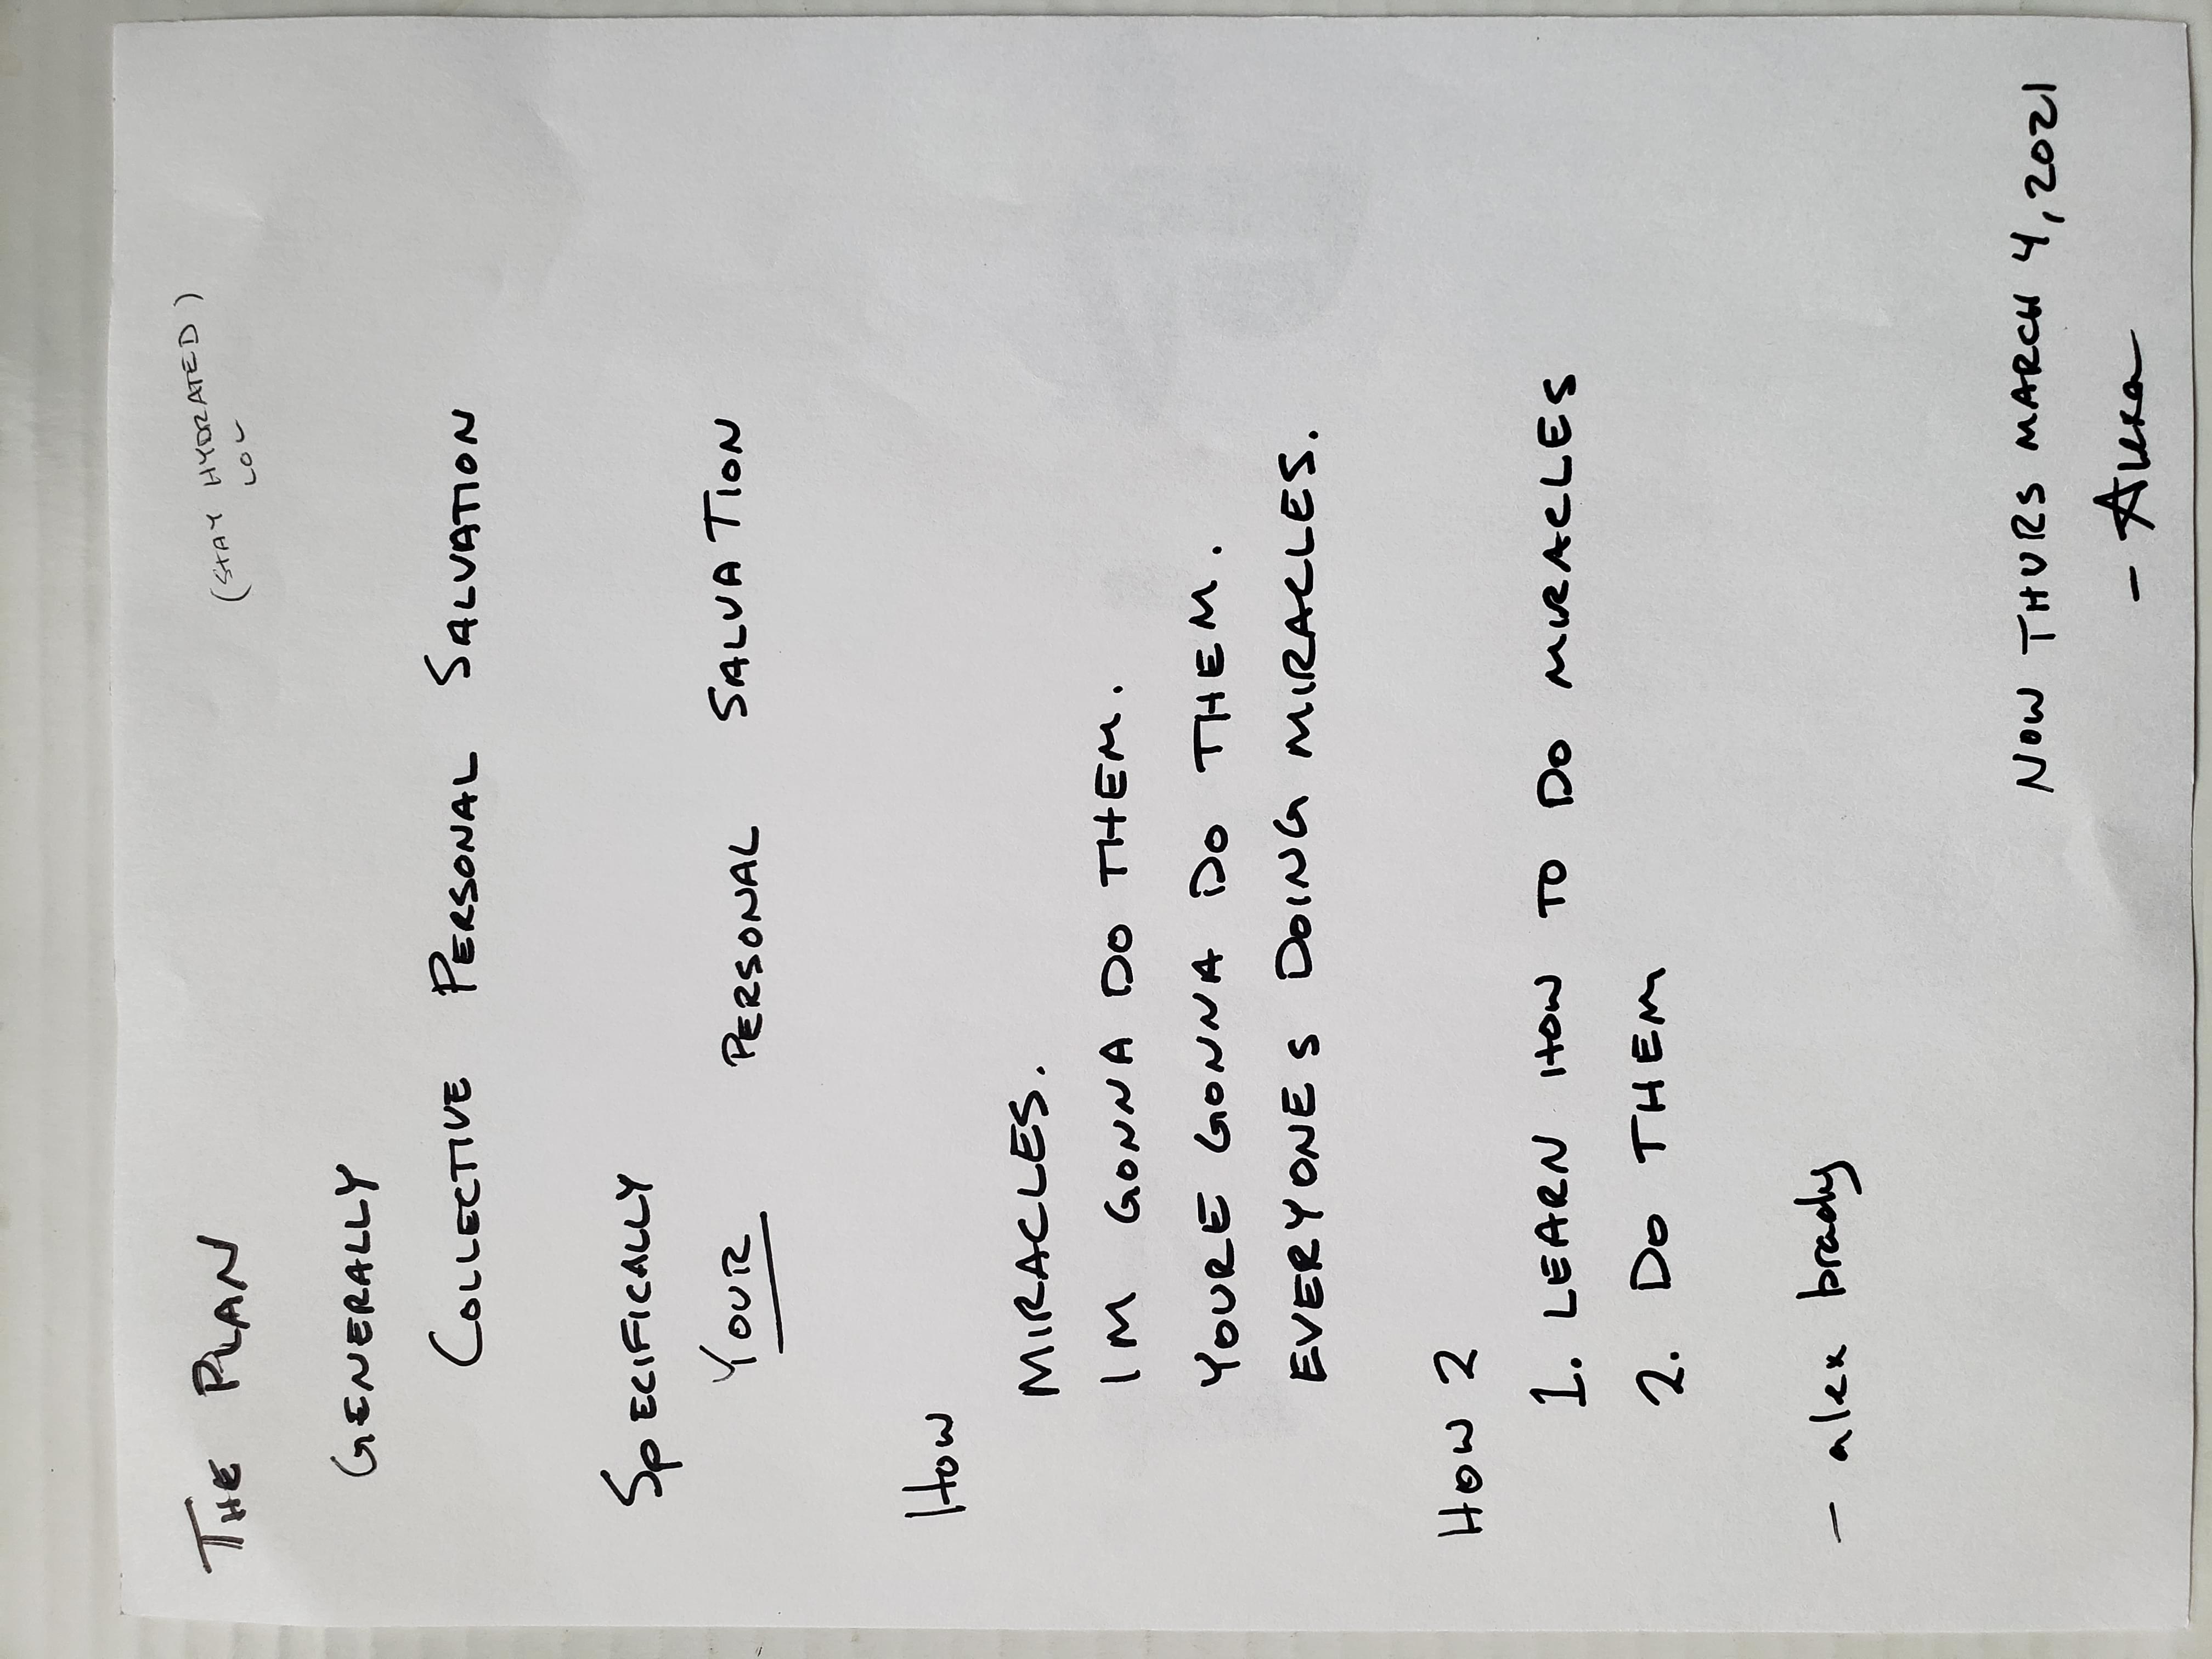 THE PLAN
(STAY HYDRATED)
LOL
GENERALLY
COLLECTIVE PERSONAL SALVATION
SPECIFICALLY
YOUR PERSONAL SALVATION
HOW
MIRACLES.
IM GONNA DO THEM.
YOURE GONNA DO THEM.
EVERYONES DOING MIRACLES.
HOW 2
1. LEARN HOW TO DO MIRACLES
2. DO THEM
- alex brady
NOW THURS MARCH 4, 2021
- Alexa